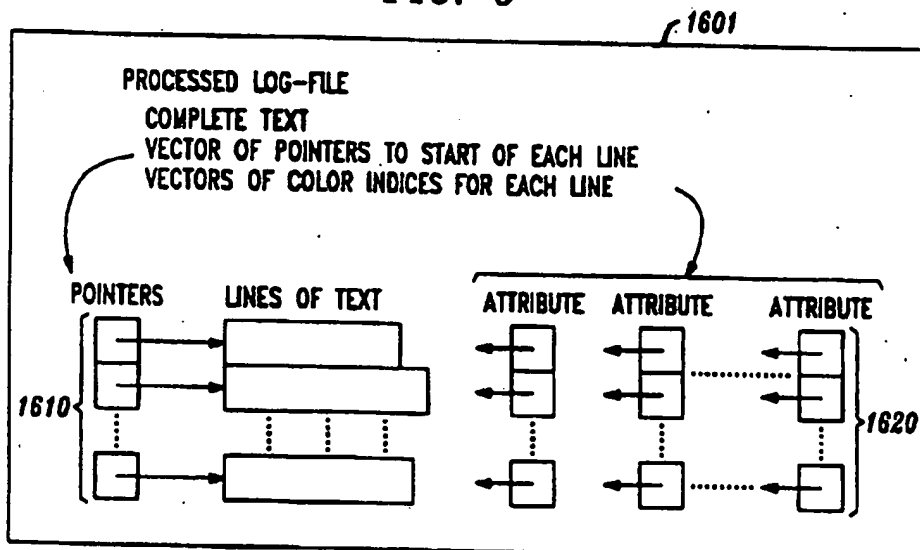 1601
PROCESSED LOG-FILE
COMPLETE TEXT
VECTOR OF POINTERS TO START OF EACH LINE
VECTORS OF COLOR INDICES FOR EACH LINE
POINTERS LINES OF TEXT ATTRIBUTE ATTRIBUTE ATTRIBUTE
1610 1620